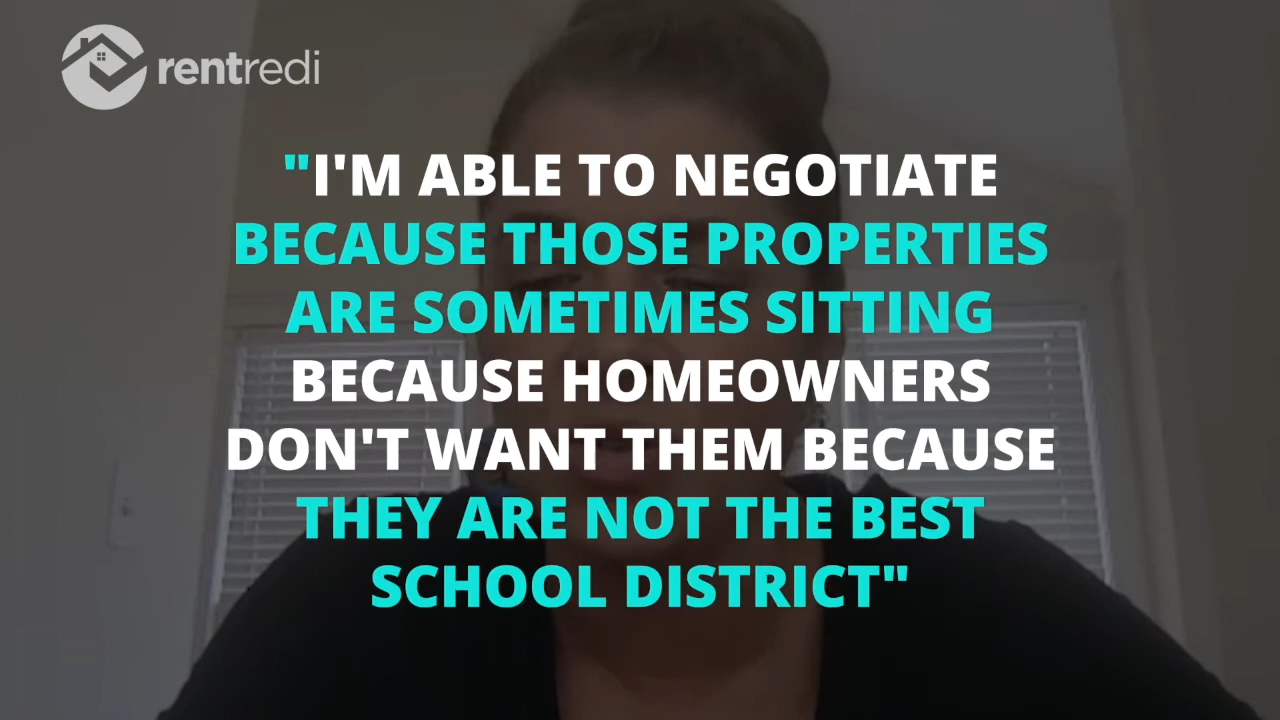 rentredi
"I'M ABLE TO NEGOTIATE
BECAUSE THOSE PROPERTIES
ARE SOMETIMES SITTING
BECAUSE HOMEOWNERS
DON'T WANT THEM BECAUSE
THEY ARE NOT THE BEST
SCHOOL DISTRICT"